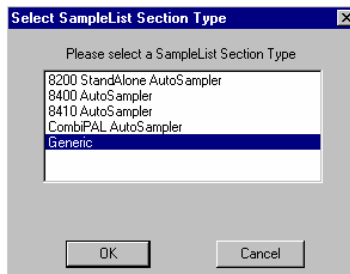 Select SampleList Section Type
Please select a SampleList Section Type
8200 StandAlone AutoSampler
8400 AutoSampler
8410 AutoSampler
CombiPAL AutoSampler
Generic
OK
Cancel